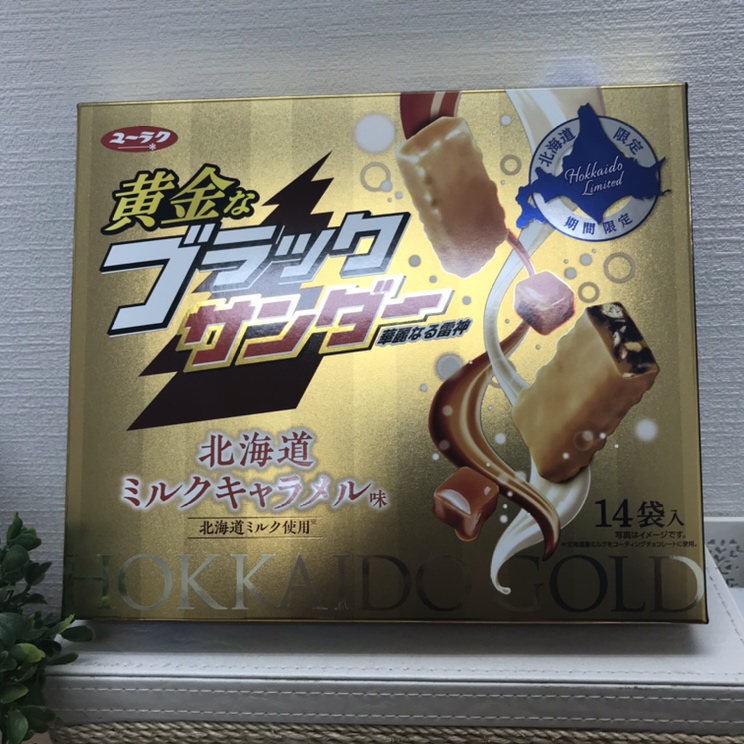 ユーラク
黄金な
ブラック
サンダー
華麗なる雷神
北海道
限定
Hokkaido
Limited
期間限定
北海道
ミルクキャラメル味
北海道ミルク使用※
14袋入
写真はイメージです。
HOKKAIDO GOLD